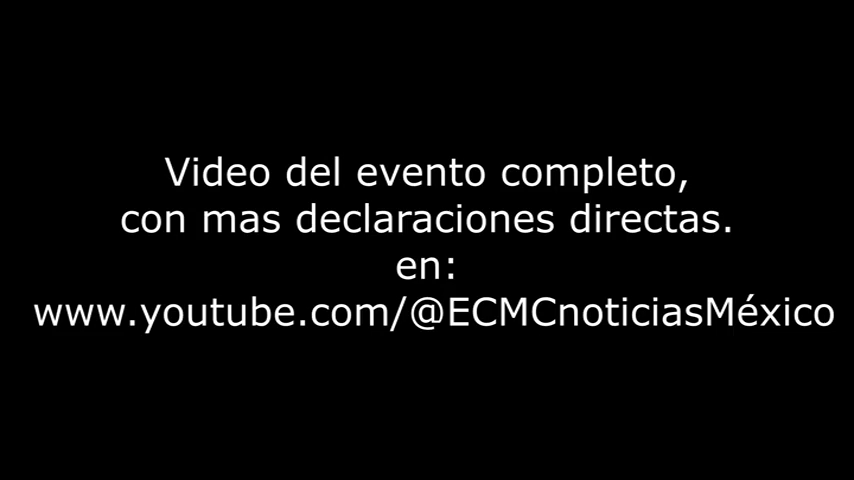 Video del evento completo,
con mas declaraciones directas.
en:
www.youtube.com/@ECMCnoticiasMéxico